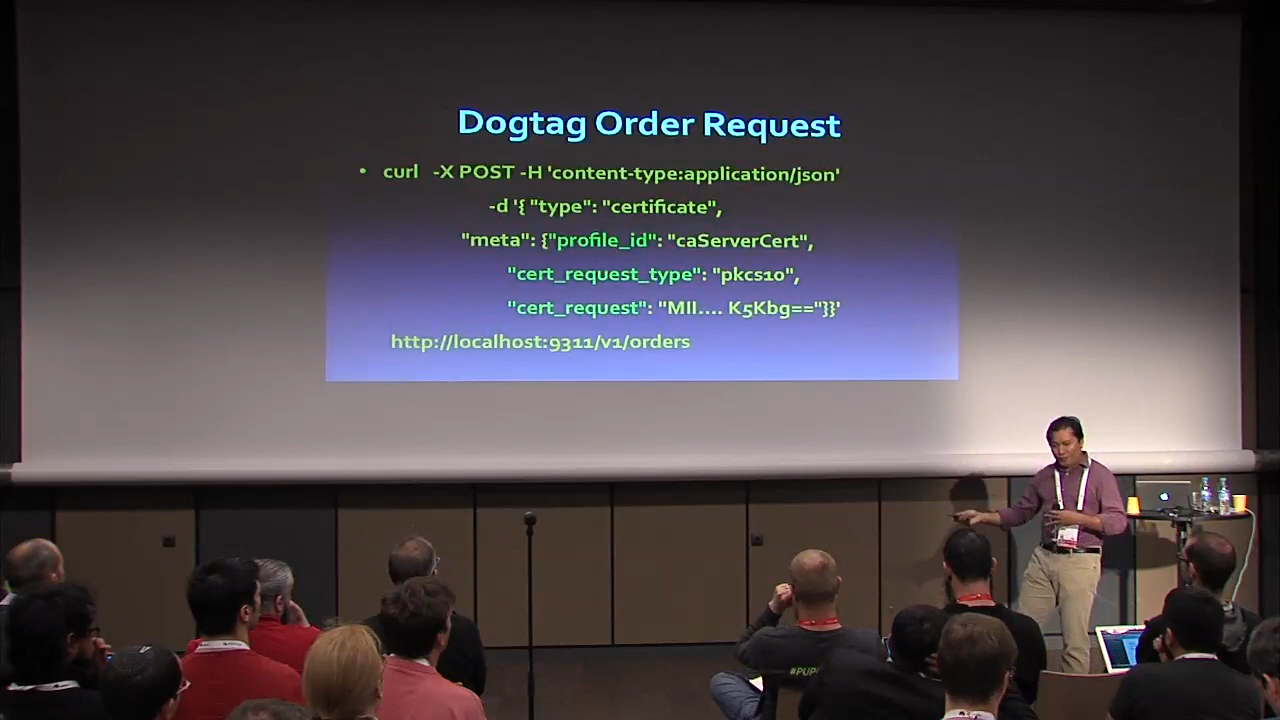 Dogtag Order Request
• curl -X POST -H 'content-type:application/json'
-d '{ "type": "certificate",
"meta": {"profile_id": "caServerCert",
"cert_request_type": "pkcs10",
"cert_request": "MII.... K5Kbg=="}}'
http://localhost:9311/v1/orders